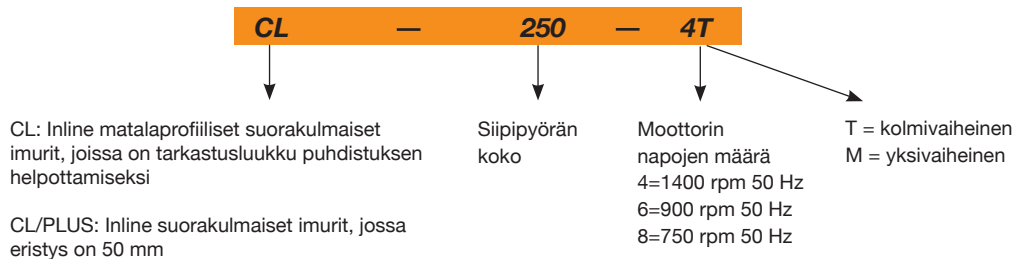 CL — 250 — 4T
CL: Inline matalaprofiiliset suorakulmaiset
imurit, joissa on tarkastusluukku puhdistuksen
helpottamiseksi
CL/PLUS: Inline suorakulmaiset imurit, jossa
eristys on 50 mm
Siipipyörän
koko
Moottorin
napojen määrä
4=1400 rpm 50 Hz
6=900 rpm 50 Hz
8=750 rpm 50 Hz
T = kolmivaiheinen
M = yksivaiheinen